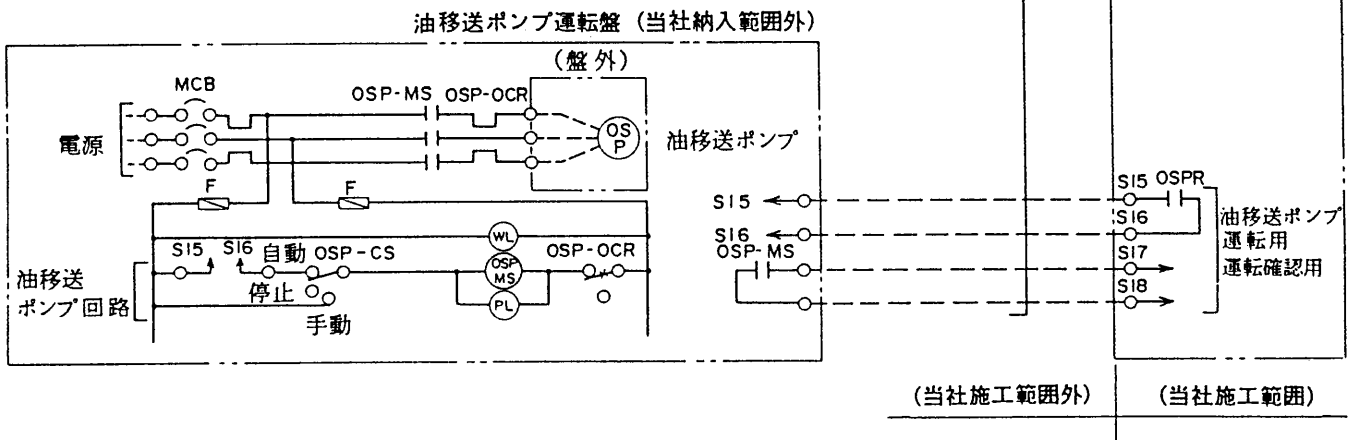 油移送ポンプ運転盤（当社納入範囲外）
（盤外）
MCB
OSP-MS
OSP-OCR
電源
OS
P
油移送ポンプ
F
F
S15
S16
OSP-MS
S15
OSPR
S16
S17
S18
油移送ポンプ
運転用
運転確認用
WL
S15
S16
自動
OSP-CS
OSP
MS
OSP-OCR
油移送
ポンプ回路
停止
手動
PL
（当社施工範囲外）
（当社施工範囲）